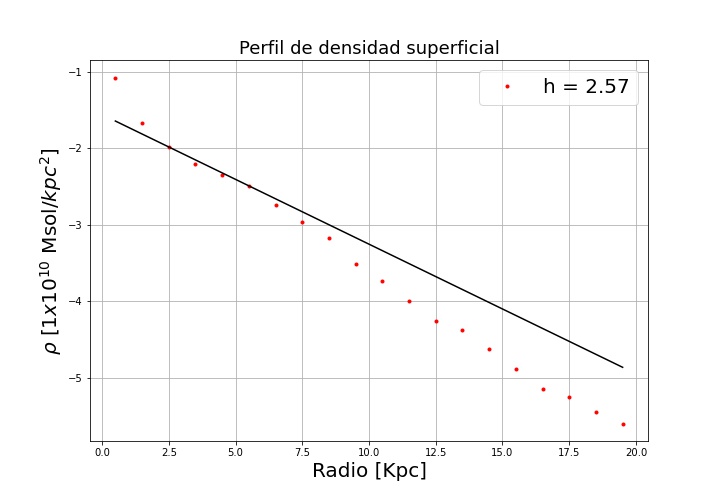 Perfil de densidad superficial
h = 2.57
ρ [1x10¹⁰ Msol/kpc²]
−1
−2
−3
−4
−5
0.0 2.5 5.0 7.5 10.0 12.5 15.0 17.5 20.0
Radio [Kpc]